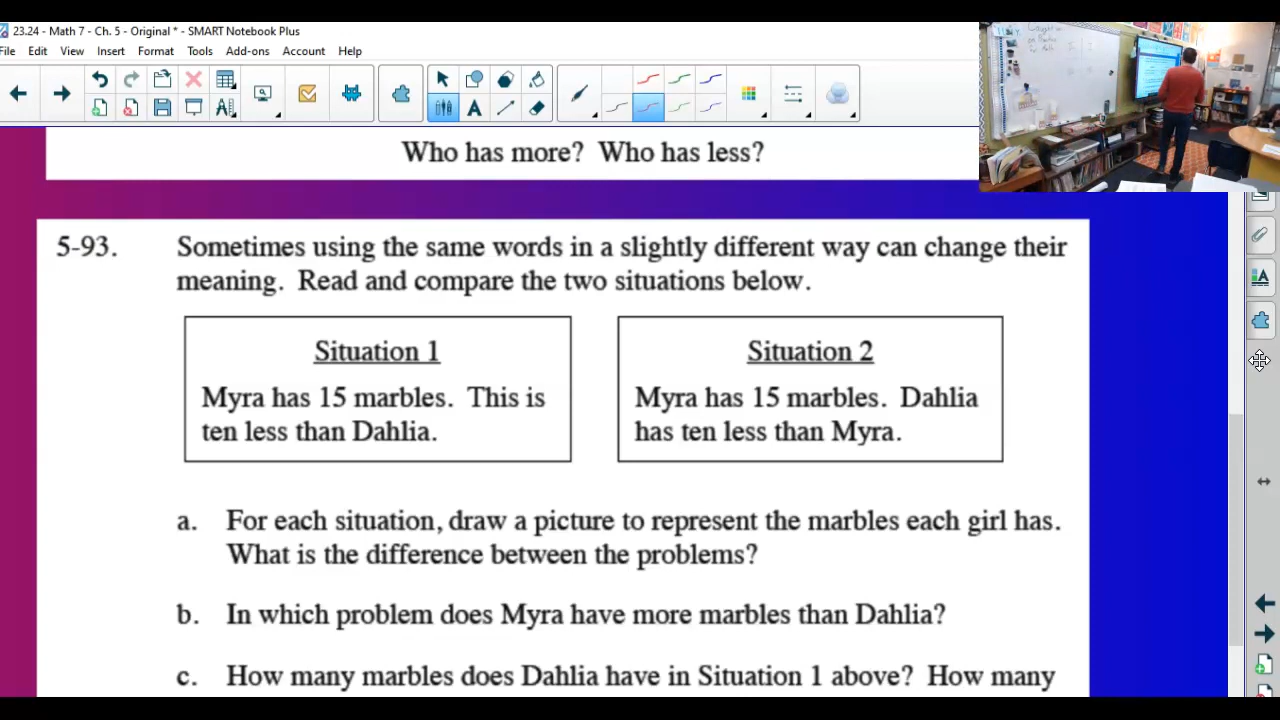 23.24 - Math 7 - Ch. 5 - Original * - SMART Notebook Plus
File Edit View Insert Format Tools Add-ons Account Help
Who has more? Who has less?
5-93. Sometimes using the same words in a slightly different way can change their
meaning. Read and compare the two situations below.
Situation 1
Myra has 15 marbles. This is
ten less than Dahlia.
Situation 2
Myra has 15 marbles. Dahlia
has ten less than Myra.
a. For each situation, draw a picture to represent the marbles each girl has.
What is the difference between the problems?
b. In which problem does Myra have more marbles than Dahlia?
c. How many marbles does Dahlia have in Situation 1 above? How many